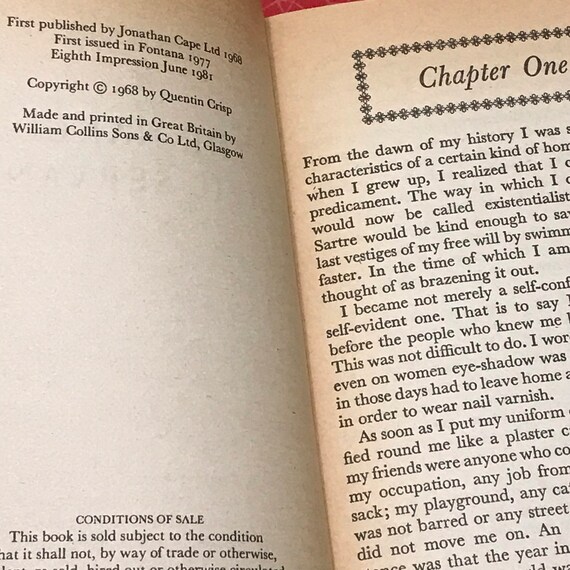 First published by Jonathan Cape Ltd 1968
First issued in Fontana 1977
Eighth Impression June 1981
Copyright © 1968 by Quentin Crisp
Made and printed in Great Britain by
William Collins Sons & Co Ltd, Glasgow
CONDITIONS OF SALE
This book is sold subject to the condition
that it shall not, by way of trade or otherwise,
Chapter One
From the dawn of my history I was
characteristics of a certain kind of
when I grew up, I realized that I
predicament. The way in which I
would now be called existentialist
Sartre would be kind enough to
last vestiges of my free will by
faster. In the time of which I am
thought of as brazening it out.
I became not merely a
self-evident one. That is to say
before the people who knew me
This was not difficult to do. I
even on women eye-shadow was
in those days had to leave home
in order to wear nail varnish.
As soon as I put my uniform
fied round me like a plaster
my friends were anyone who
my occupation, any job from
sack; my playground, any
was not barred or any street
did not move me on. An
was that the year in